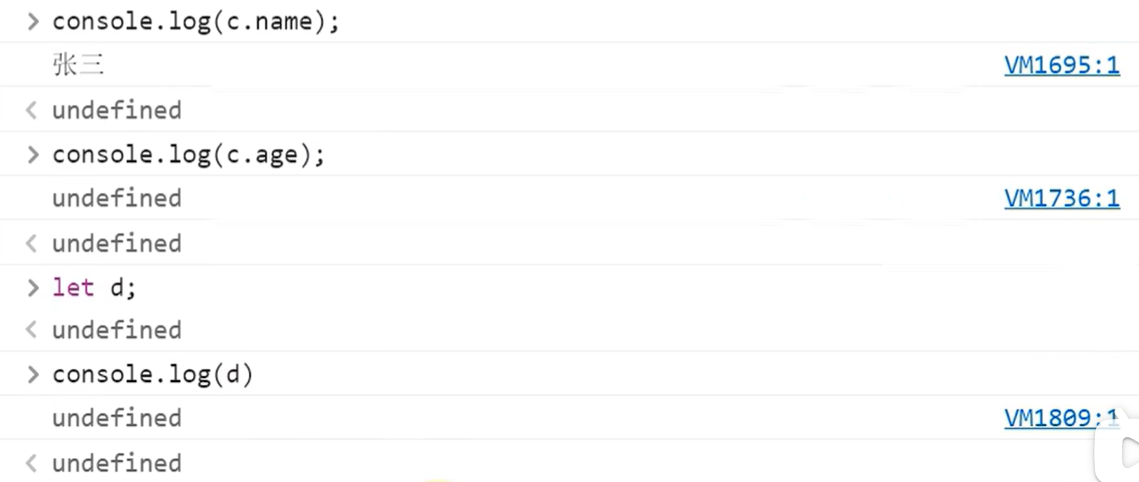 > console.log(c.name);
张三 VM1695:1
< undefined
> console.log(c.age);
undefined VM1736:1
< undefined
> let d;
< undefined
> console.log(d)
undefined VM1809:1
< undefined